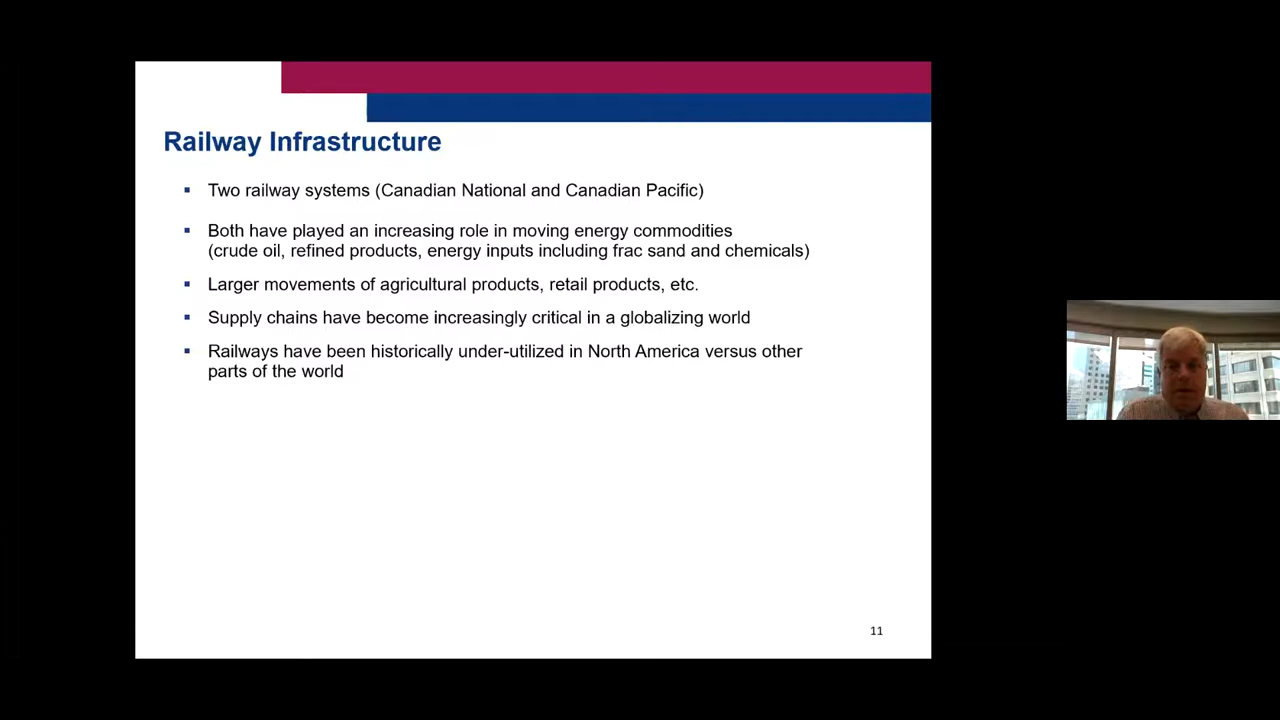 Railway Infrastructure
▪ Two railway systems (Canadian National and Canadian Pacific)
▪ Both have played an increasing role in moving energy commodities
(crude oil, refined products, energy inputs including frac sand and chemicals)
▪ Larger movements of agricultural products, retail products, etc.
▪ Supply chains have become increasingly critical in a globalizing world
▪ Railways have been historically under-utilized in North America versus other
parts of the world
11